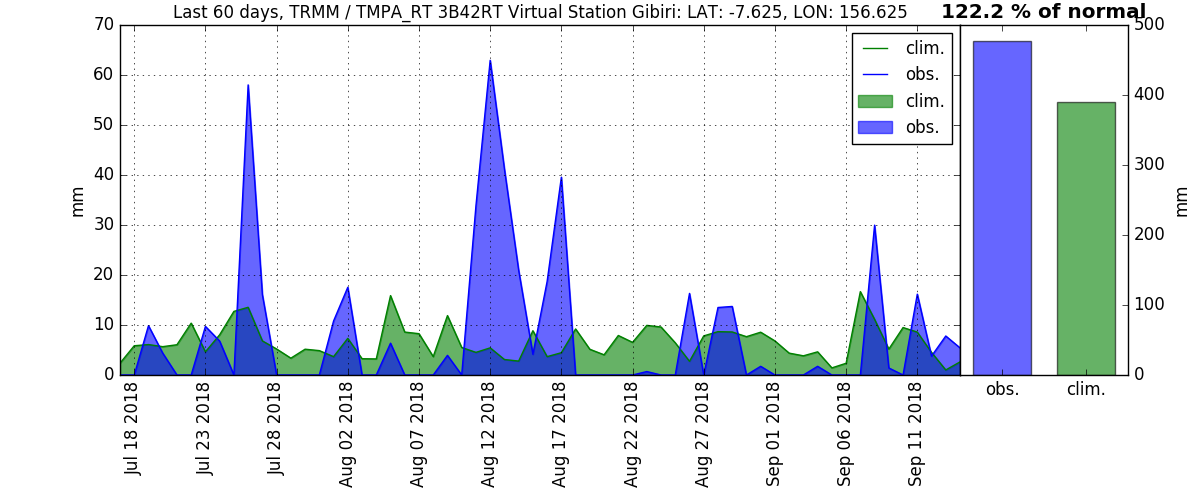 Last 60 days, TRMM / TMPA_RT 3B42RT Virtual Station Gibiri: LAT: -7.625, LON: 156.625
122.2 % of normal
70
60
50
40
30
20
10
0
mm
clim.
obs.
clim.
obs.
500
400
300
200
100
0
mm
Jul 18 2018
Jul 23 2018
Jul 28 2018
Aug 02 2018
Aug 07 2018
Aug 12 2018
Aug 17 2018
Aug 22 2018
Aug 27 2018
Sep 01 2018
Sep 06 2018
Sep 11 2018
obs.
clim.